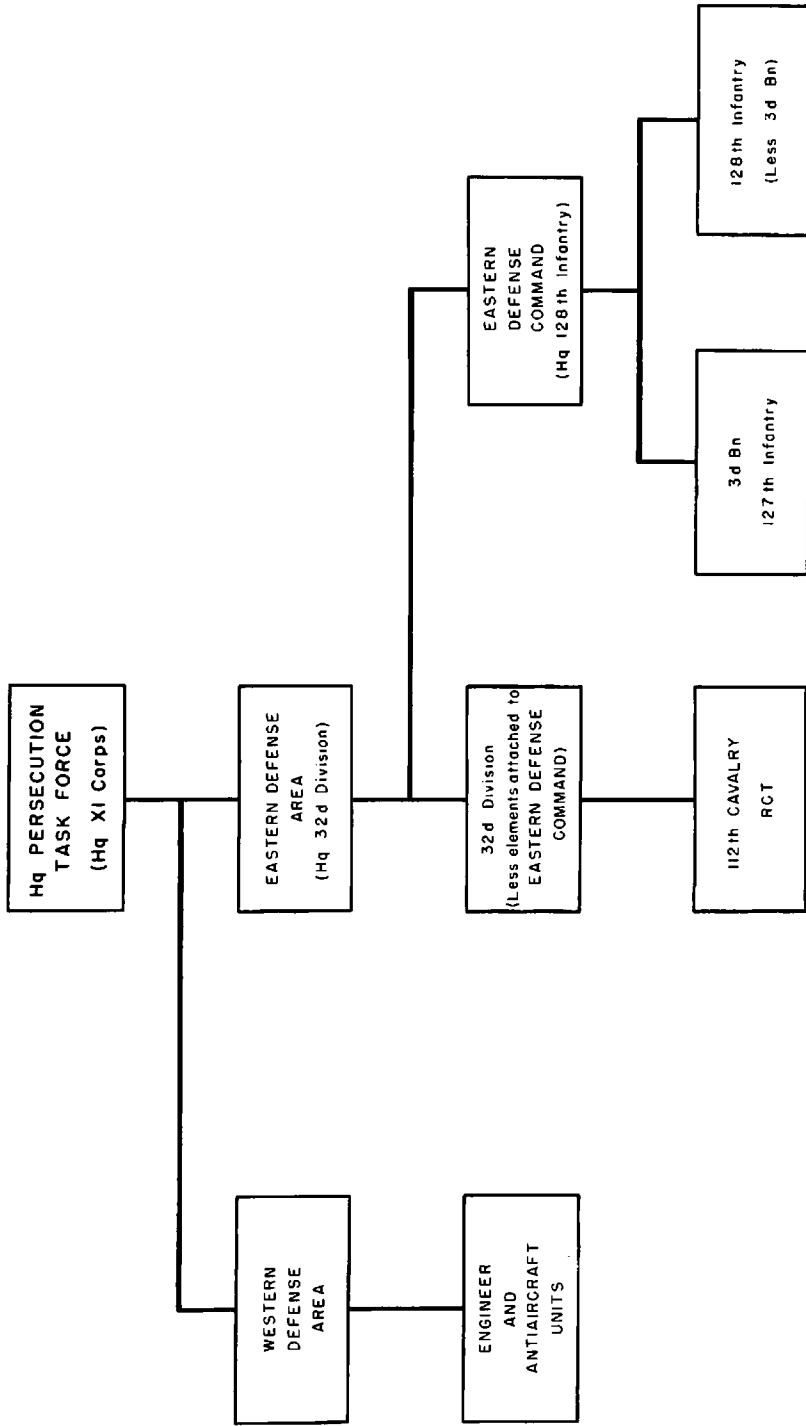 Hq PERSECUTION
TASK FORCE
(Hq XI Corps)
WESTERN
DEFENSE
AREA
EASTERN DEFENSE
AREA
(Hq 32d Division)
ENGINEER
AND
ANTIAIRCRAFT
UNITS
32d Division
(Less elements attached to
EASTERN DEFENSE
COMMAND)
EASTERN
DEFENSE
COMMAND
(Hq 128th Infantry)
112th CAVALRY
RCT
3d Bn
127th Infantry
128th Infantry
(Less 3d Bn)